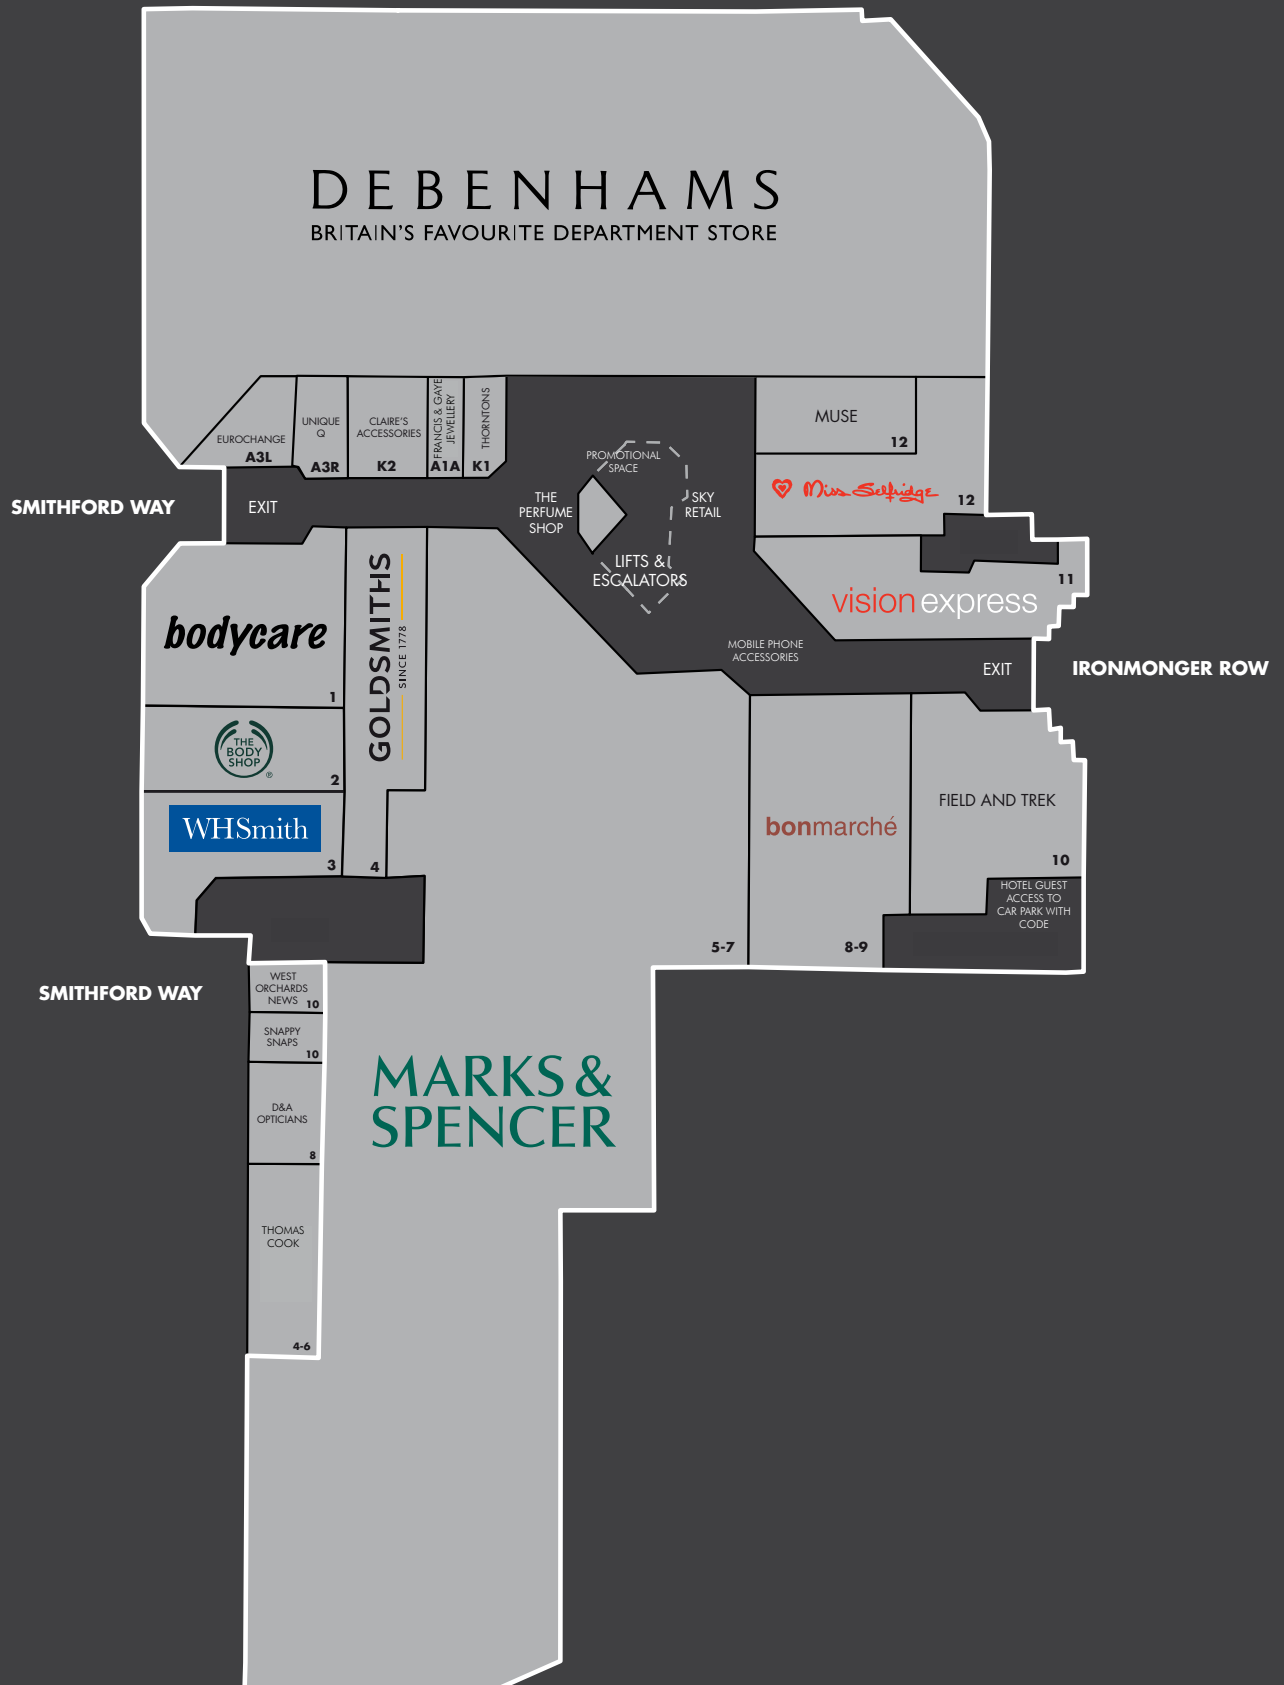 DEBENHAMS
BRITAIN'S FAVOURITE DEPARTMENT STORE
EUROCHANGE
A3L
UNIQUE
Q
A3R
CLAIRE'S
ACCESSORIES
K2
FRANCIS & GAYE
JEWELLERY
A1A
THORNTONS
K1
MUSE
12
Miss Selfridge
12
PROMOTIONAL
SPACE
THE
PERFUME
SHOP
SKY
RETAIL
LIFTS &
ESCALATORS
SMITHFORD WAY
EXIT
11
vision express
MOBILE PHONE
ACCESSORIES
EXIT
IRONMONGER ROW
bodycare
1
GOLDSMITHS
SINCE 1778
4
THE
BODY
SHOP
®
2
WHSmith
3
bonmarché
8-9
FIELD AND TREK
10
HOTEL GUEST
ACCESS TO
CAR PARK WITH
CODE
5-7
SMITHFORD WAY
WEST
ORCHARDS
NEWS
10
SNAPPY
SNAPS
10
D&A
OPTICIANS
8
THOMAS
COOK
4-6
MARKS &
SPENCER